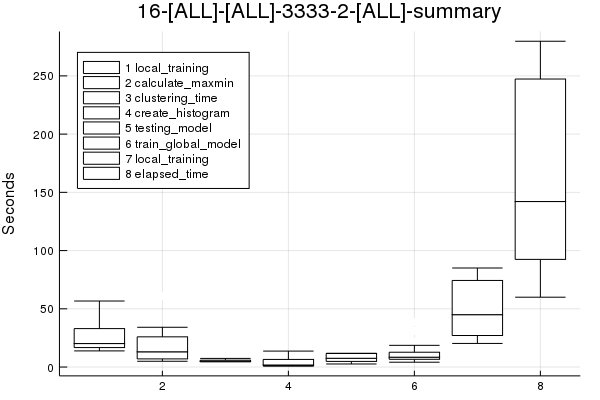 16-[ALL]-[ALL]-3333-2-[ALL]-summary
1 local_training
2 calculate_maxmin
3 clustering_time
4 create_histogram
5 testing_model
6 train_global_model
7 local_training
8 elapsed_time
Seconds
250
200
150
100
50
0
2 4 6 8